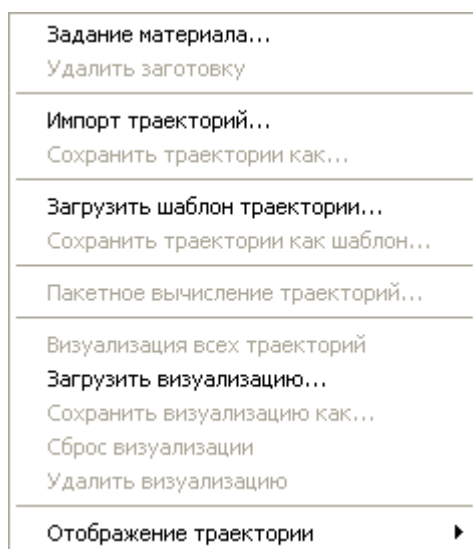 Задание материала...
Удалить заготовку
Импорт траекторий...
Сохранить траектории как...
Загрузить шаблон траектории...
Сохранить траектории как шаблон...
Пакетное вычисление траекторий...
Визуализация всех траекторий
Загрузить визуализацию...
Сохранить визуализацию как...
Сброс визуализации
Удалить визуализацию
Отображение траектории